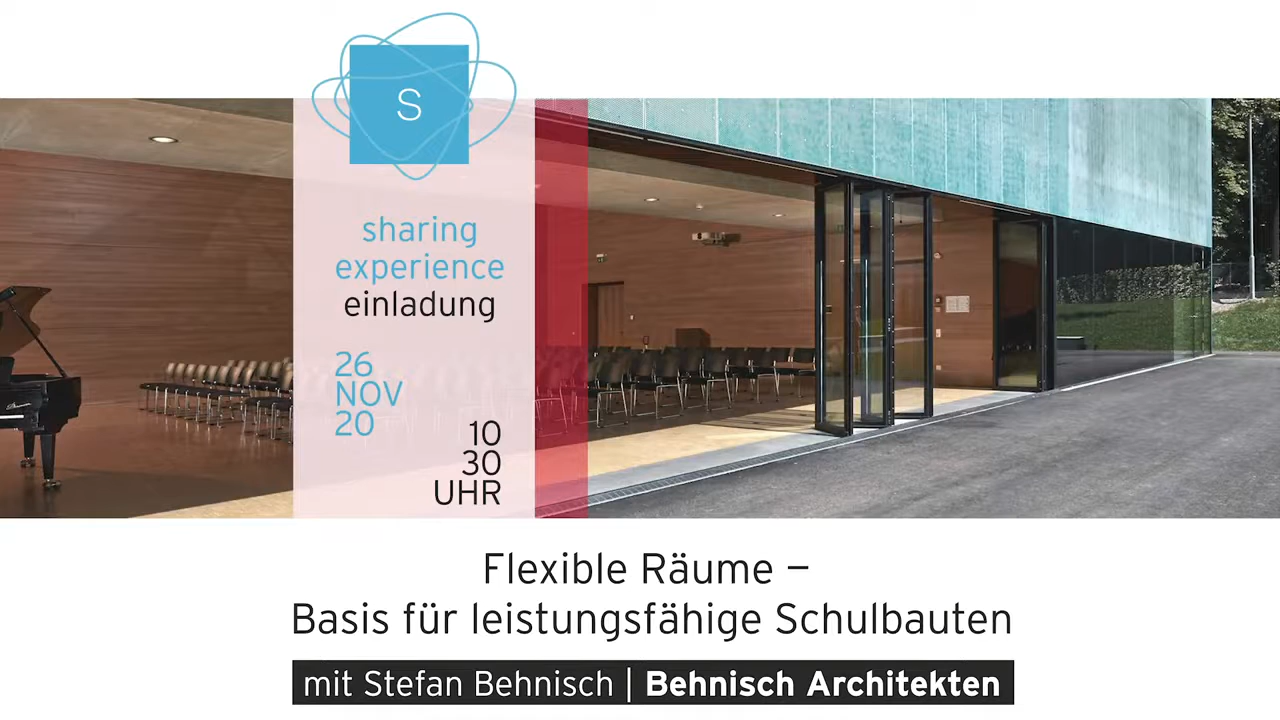 S
sharing
experience
einladung
26
NOV
20
10
30
UHR
Flexible Räume –
Basis für leistungsfähige Schulbauten
mit Stefan Behnisch | Behnisch Architekten